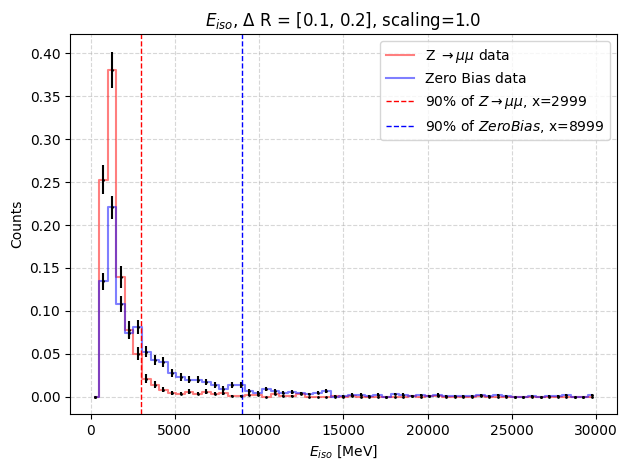 E_iso, Δ R = [0.1, 0.2], scaling=1.0
Z → μμ data
Zero Bias data
90% of Z → μμ, x=2999
90% of ZeroBias, x=8999
Counts
0.40
0.35
0.30
0.25
0.20
0.15
0.10
0.05
0.00
0 5000 10000 15000 20000 25000 30000
E_iso [MeV]